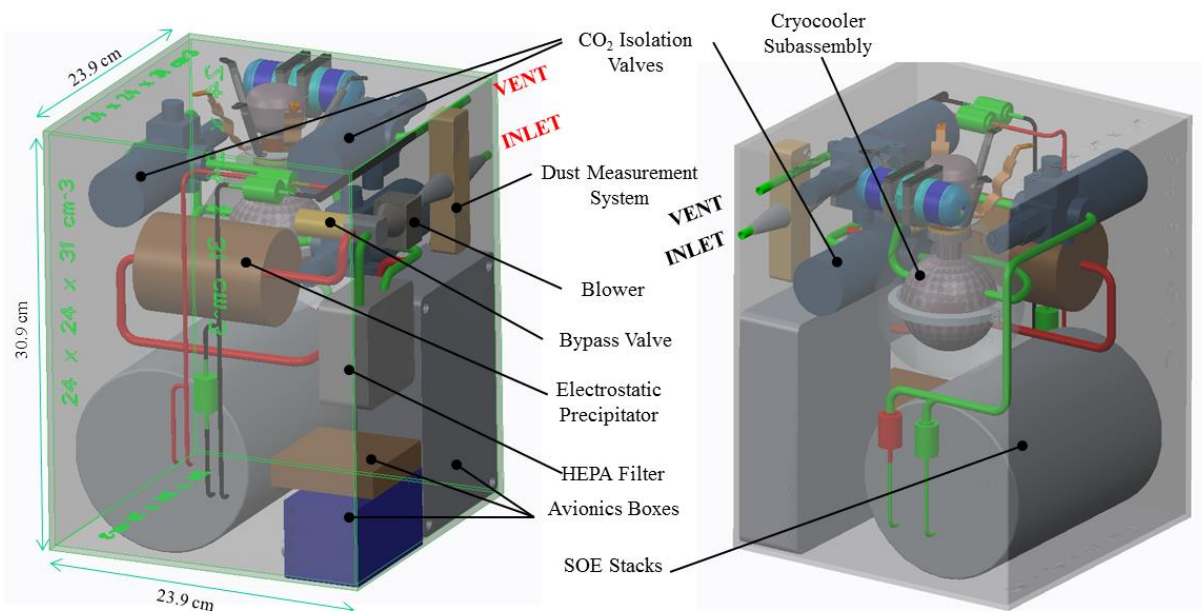 23.9 cm
30.9 cm
23.9 cm
24 x 24 x 31 cm^3
VENT
INLET
CO₂ Isolation
Valves
Dust Measurement
System
Blower
Bypass Valve
Electrostatic
Precipitator
HEPA Filter
Avionics Boxes
Cryocooler
Subassembly
VENT
INLET
SOE Stacks